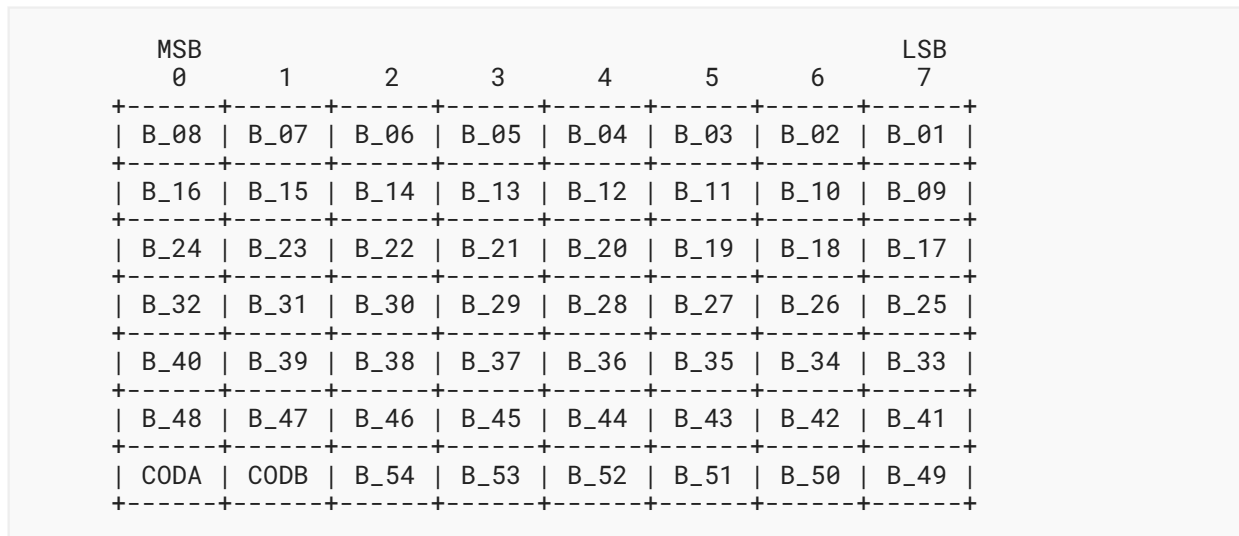 MSB LSB
0 1 2 3 4 5 6 7
+------+------+------+------+------+------+------+------+
| B_08 | B_07 | B_06 | B_05 | B_04 | B_03 | B_02 | B_01 |
+------+------+------+------+------+------+------+------+
| B_16 | B_15 | B_14 | B_13 | B_12 | B_11 | B_10 | B_09 |
+------+------+------+------+------+------+------+------+
| B_24 | B_23 | B_22 | B_21 | B_20 | B_19 | B_18 | B_17 |
+------+------+------+------+------+------+------+------+
| B_32 | B_31 | B_30 | B_29 | B_28 | B_27 | B_26 | B_25 |
+------+------+------+------+------+------+------+------+
| B_40 | B_39 | B_38 | B_37 | B_36 | B_35 | B_34 | B_33 |
+------+------+------+------+------+------+------+------+
| B_48 | B_47 | B_46 | B_45 | B_44 | B_43 | B_42 | B_41 |
+------+------+------+------+------+------+------+------+
| CODA | CODB | B_54 | B_53 | B_52 | B_51 | B_50 | B_49 |
+------+------+------+------+------+------+------+------+